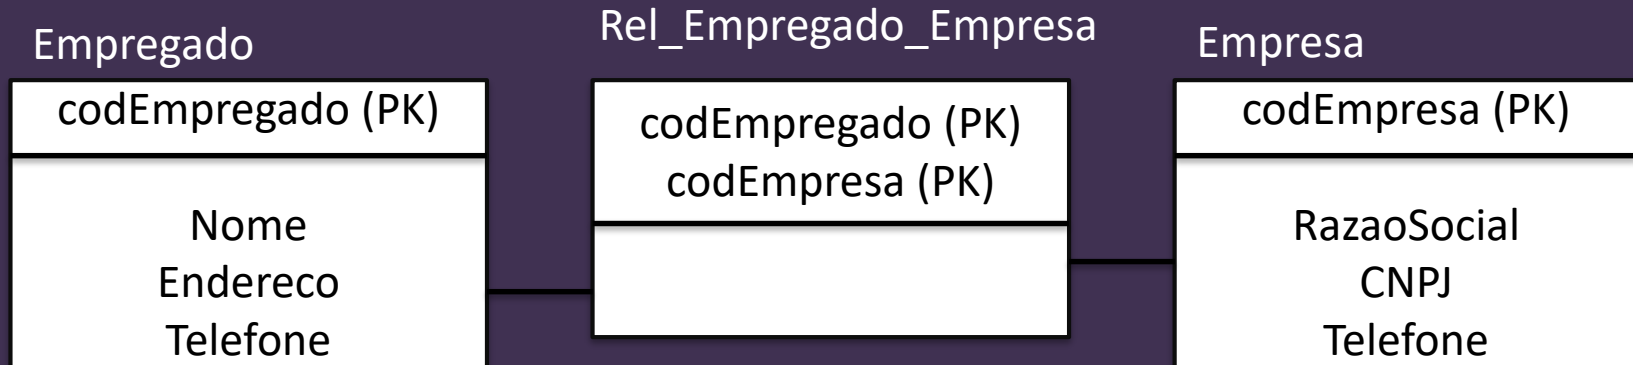 Empregado
codEmpregado (PK)
Nome
Endereco
Telefone
Rel_Empregado_Empresa
codEmpregado (PK)
codEmpresa (PK)
Empresa
codEmpresa (PK)
RazaoSocial
CNPJ
Telefone